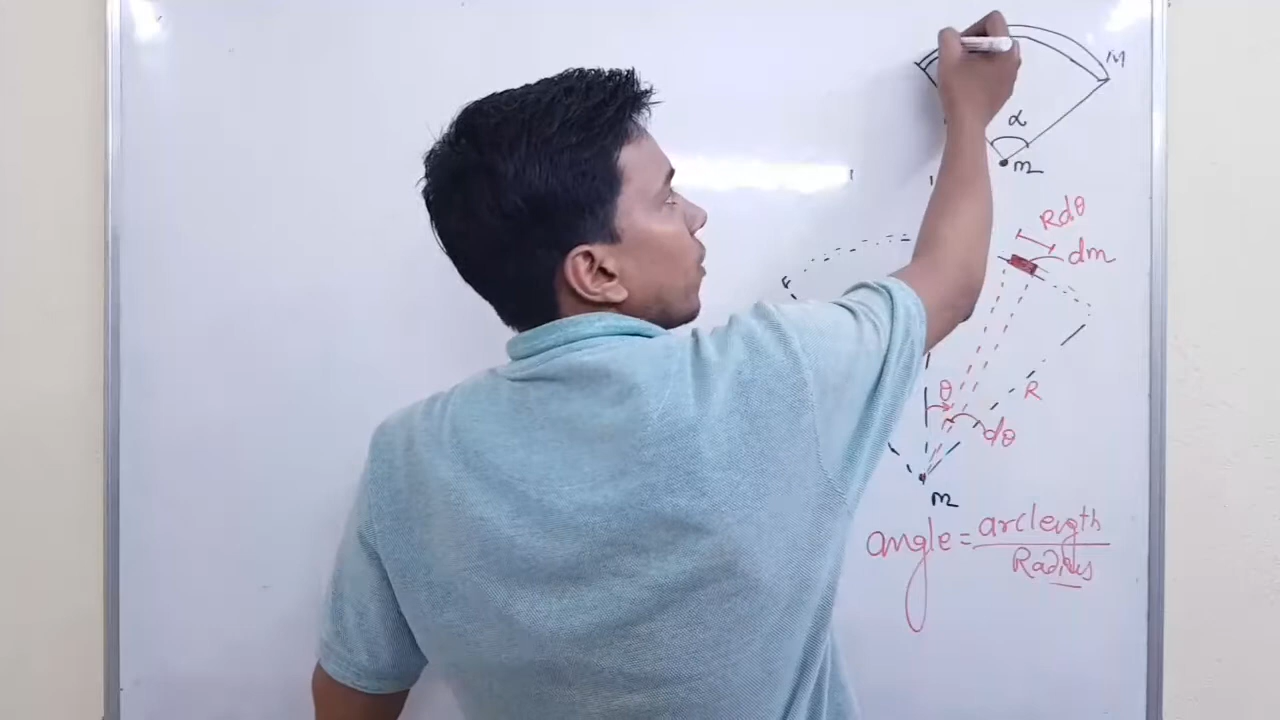 M
α
m
Rdθ
dm
θ
R
dθ
m
angle = arclength
Radius